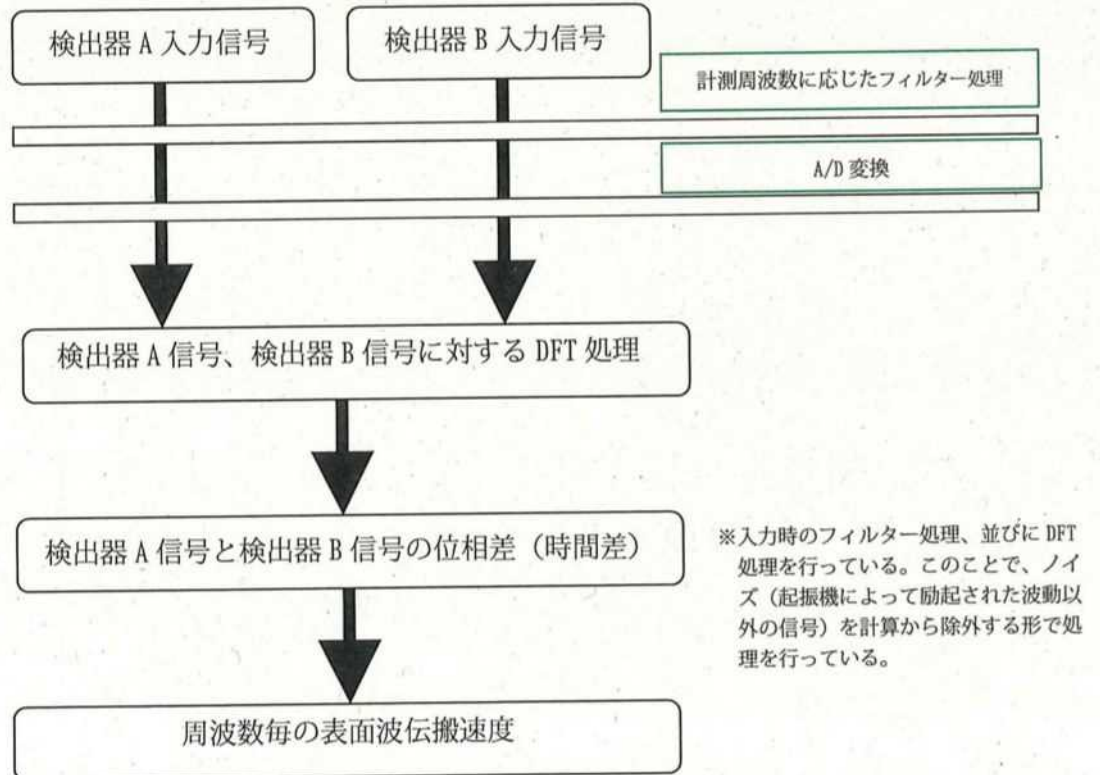 検出器 A 入力信号
検出器 B 入力信号
計測周波数に応じたフィルター処理
A/D 変換
検出器 A 信号、検出器 B 信号に対する DFT 処理
検出器 A 信号と検出器 B 信号の位相差（時間差）
※入力時のフィルター処理、並びに DFT
処理を行っている。このことで、ノイ
ズ（起振機によって励起された波動以
外の信号）を計算から除外する形で処
理を行っている。
周波数毎の表面波伝搬速度